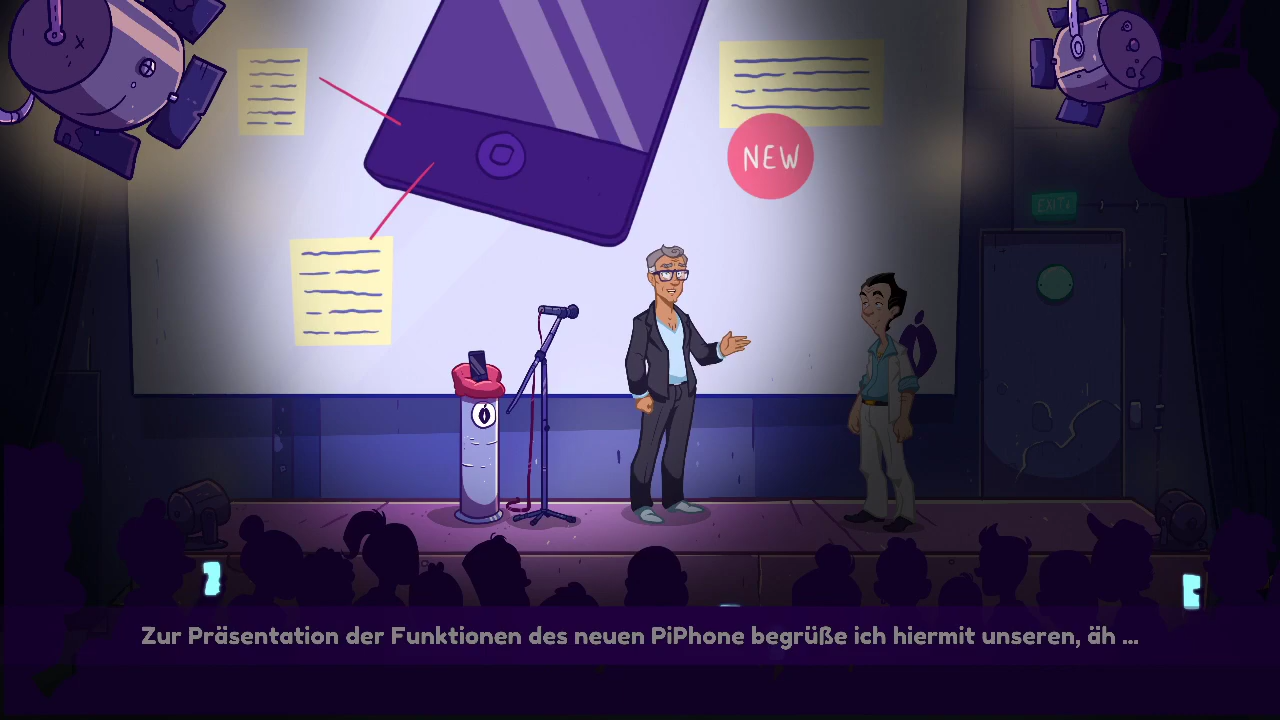 NEW
EXIT
Zur Präsentation der Funktionen des neuen PiPhone begrüße ich hiermit unseren, äh ...